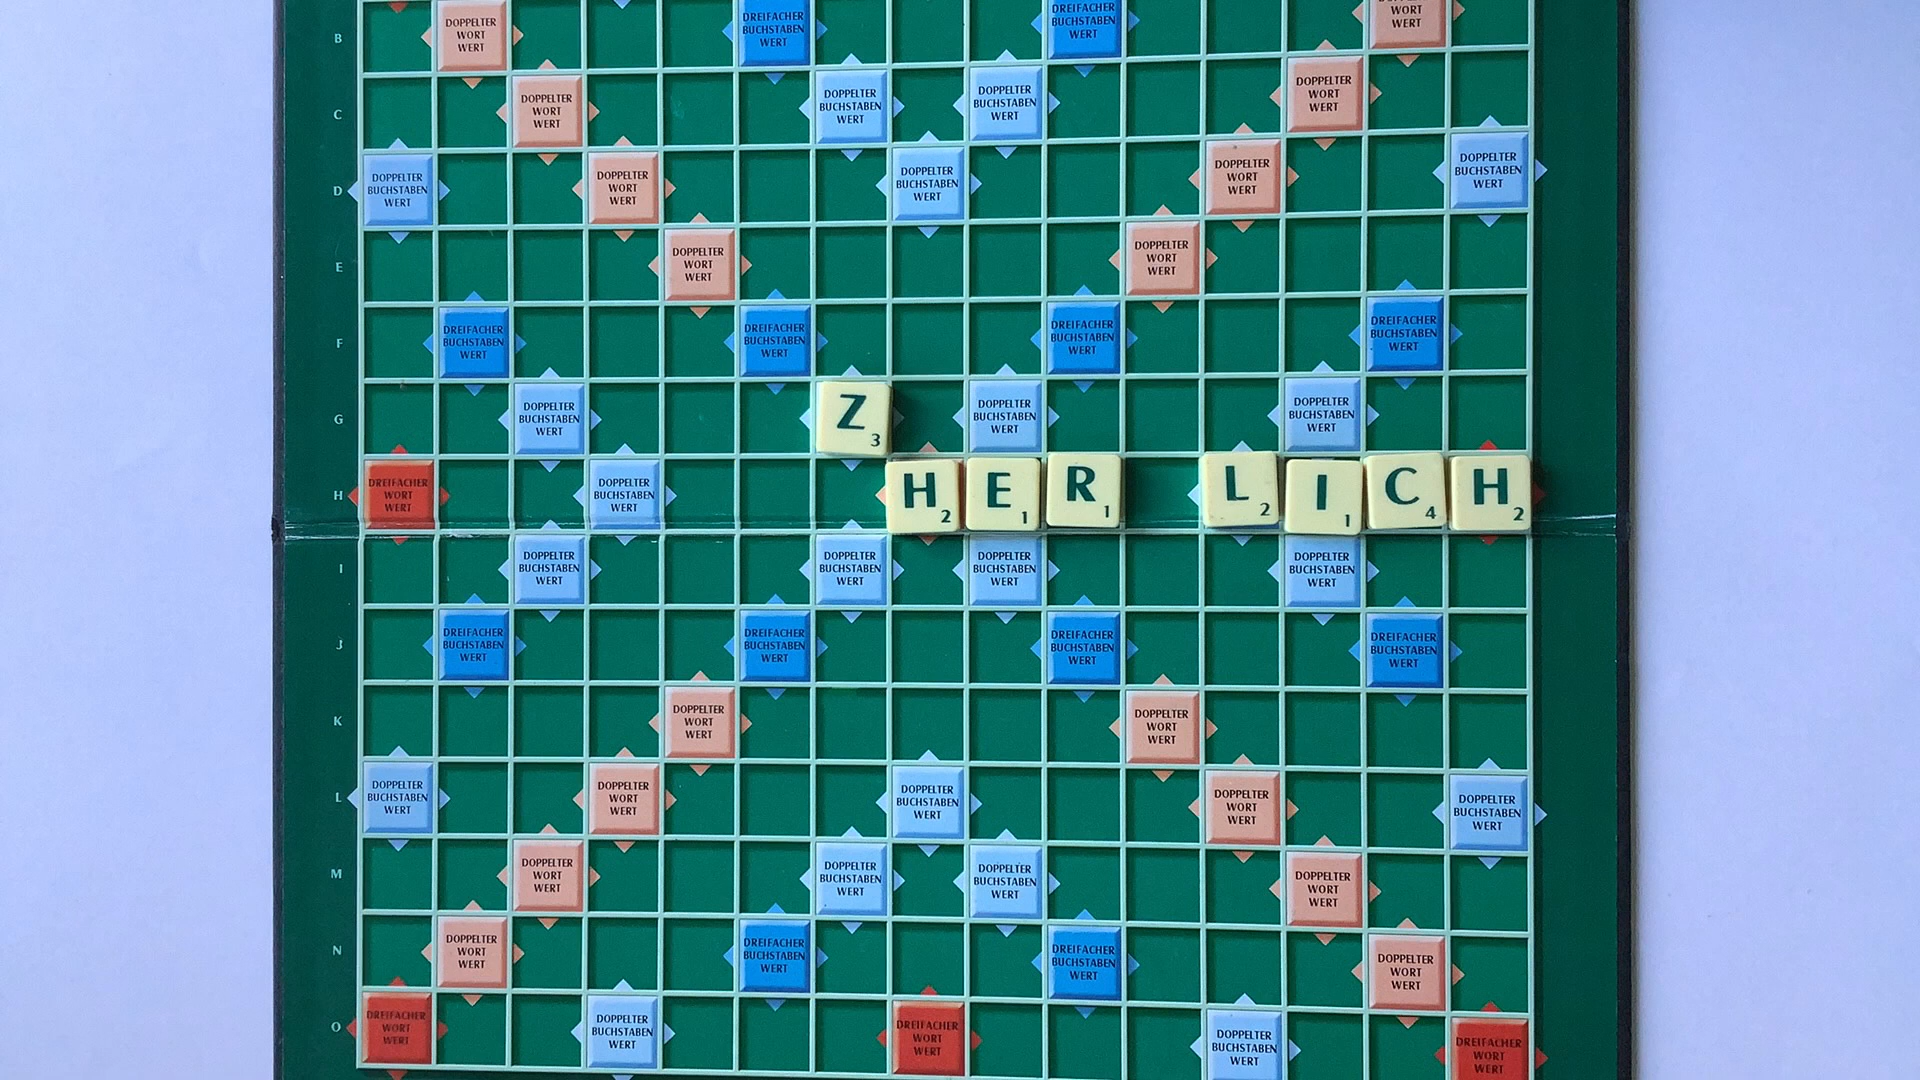 B DOPPELTER WORT WERT DREIFACHER BUCHSTABEN WERT DREIFACHER BUCHSTABEN WERT WORT WERT
C DOPPELTER WORT WERT DOPPELTER BUCHSTABEN WERT DOPPELTER BUCHSTABEN WERT DOPPELTER WORT WERT
D DOPPELTER BUCHSTABEN WERT DOPPELTER WORT WERT DOPPELTER BUCHSTABEN WERT DOPPELTER WORT WERT DOPPELTER BUCHSTABEN WERT
E DOPPELTER WORT WERT DOPPELTER WORT WERT
F DREIFACHER BUCHSTABEN WERT DREIFACHER BUCHSTABEN WERT DREIFACHER BUCHSTABEN WERT DREIFACHER BUCHSTABEN WERT
G DOPPELTER BUCHSTABEN WERT Z3 DOPPELTER BUCHSTABEN WERT DOPPELTER BUCHSTABEN WERT
H DREIFACHER WORT WERT DOPPELTER BUCHSTABEN WERT H2 E1 R1 L2 I1 C4 H2
I DOPPELTER BUCHSTABEN WERT DOPPELTER BUCHSTABEN WERT DOPPELTER BUCHSTABEN WERT DOPPELTER BUCHSTABEN WERT
J DREIFACHER BUCHSTABEN WERT DREIFACHER BUCHSTABEN WERT DREIFACHER BUCHSTABEN WERT DREIFACHER BUCHSTABEN WERT
K DOPPELTER WORT WERT DOPPELTER WORT WERT
L DOPPELTER BUCHSTABEN WERT DOPPELTER WORT WERT DOPPELTER BUCHSTABEN WERT DOPPELTER WORT WERT DOPPELTER BUCHSTABEN WERT
M DOPPELTER WORT WERT DOPPELTER BUCHSTABEN WERT DOPPELTER BUCHSTABEN WERT DOPPELTER WORT WERT
N DOPPELTER WORT WERT DREIFACHER BUCHSTABEN WERT DREIFACHER BUCHSTABEN WERT DOPPELTER WORT WERT
O DREIFACHER WORT WERT DOPPELTER BUCHSTABEN WERT DREIFACHER WORT WERT DOPPELTER BUCHSTABEN WERT DREIFACHER WORT WERT